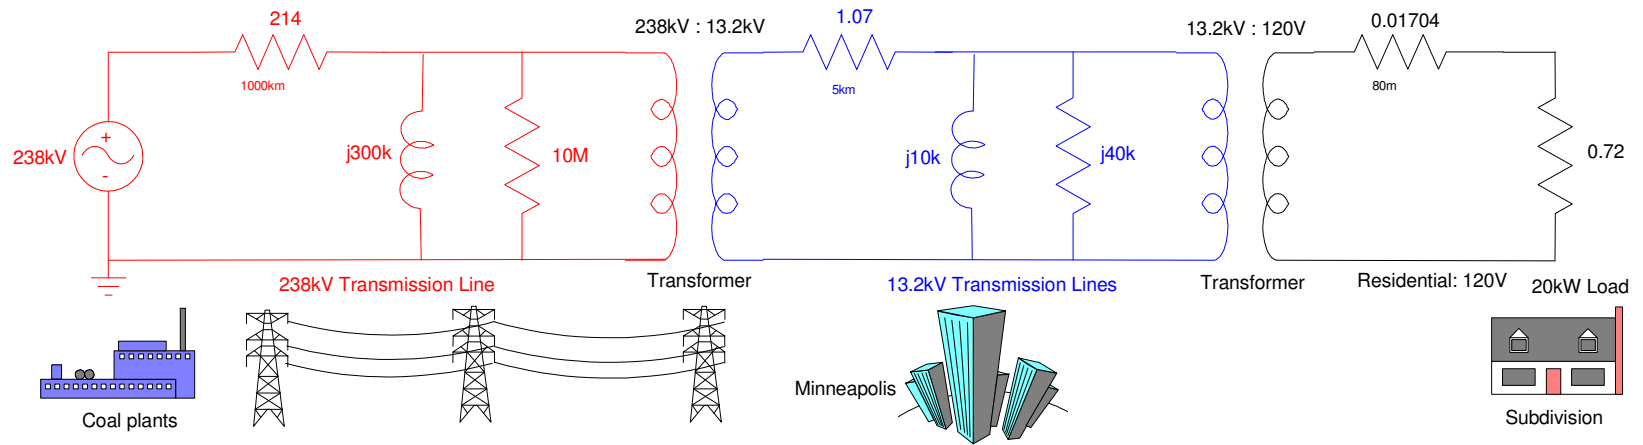 214
1000km
238kV
+
-
j300k
10M
238kV : 13.2kV
1.07
5km
j10k
j40k
13.2kV : 120V
0.01704
80m
0.72
238kV Transmission Line
Transformer
13.2kV Transmission Lines
Transformer
Residential: 120V
20kW Load
Coal plants
Minneapolis
Subdivision